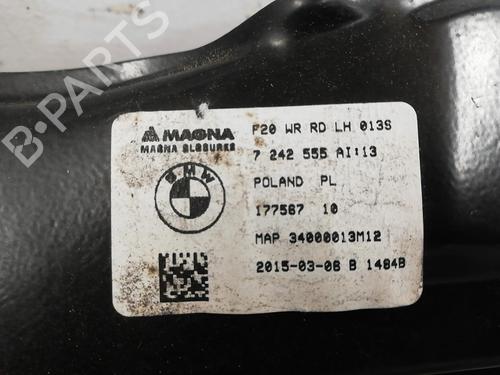 MAGNA
MAGNA CLOSURES
BMW
F20 WR RD LH 013S
7 242 555 AI:13
POLAND PL
177567 10
MAP 34000013M12
2015-03-06 B 1484B
B-PARTS